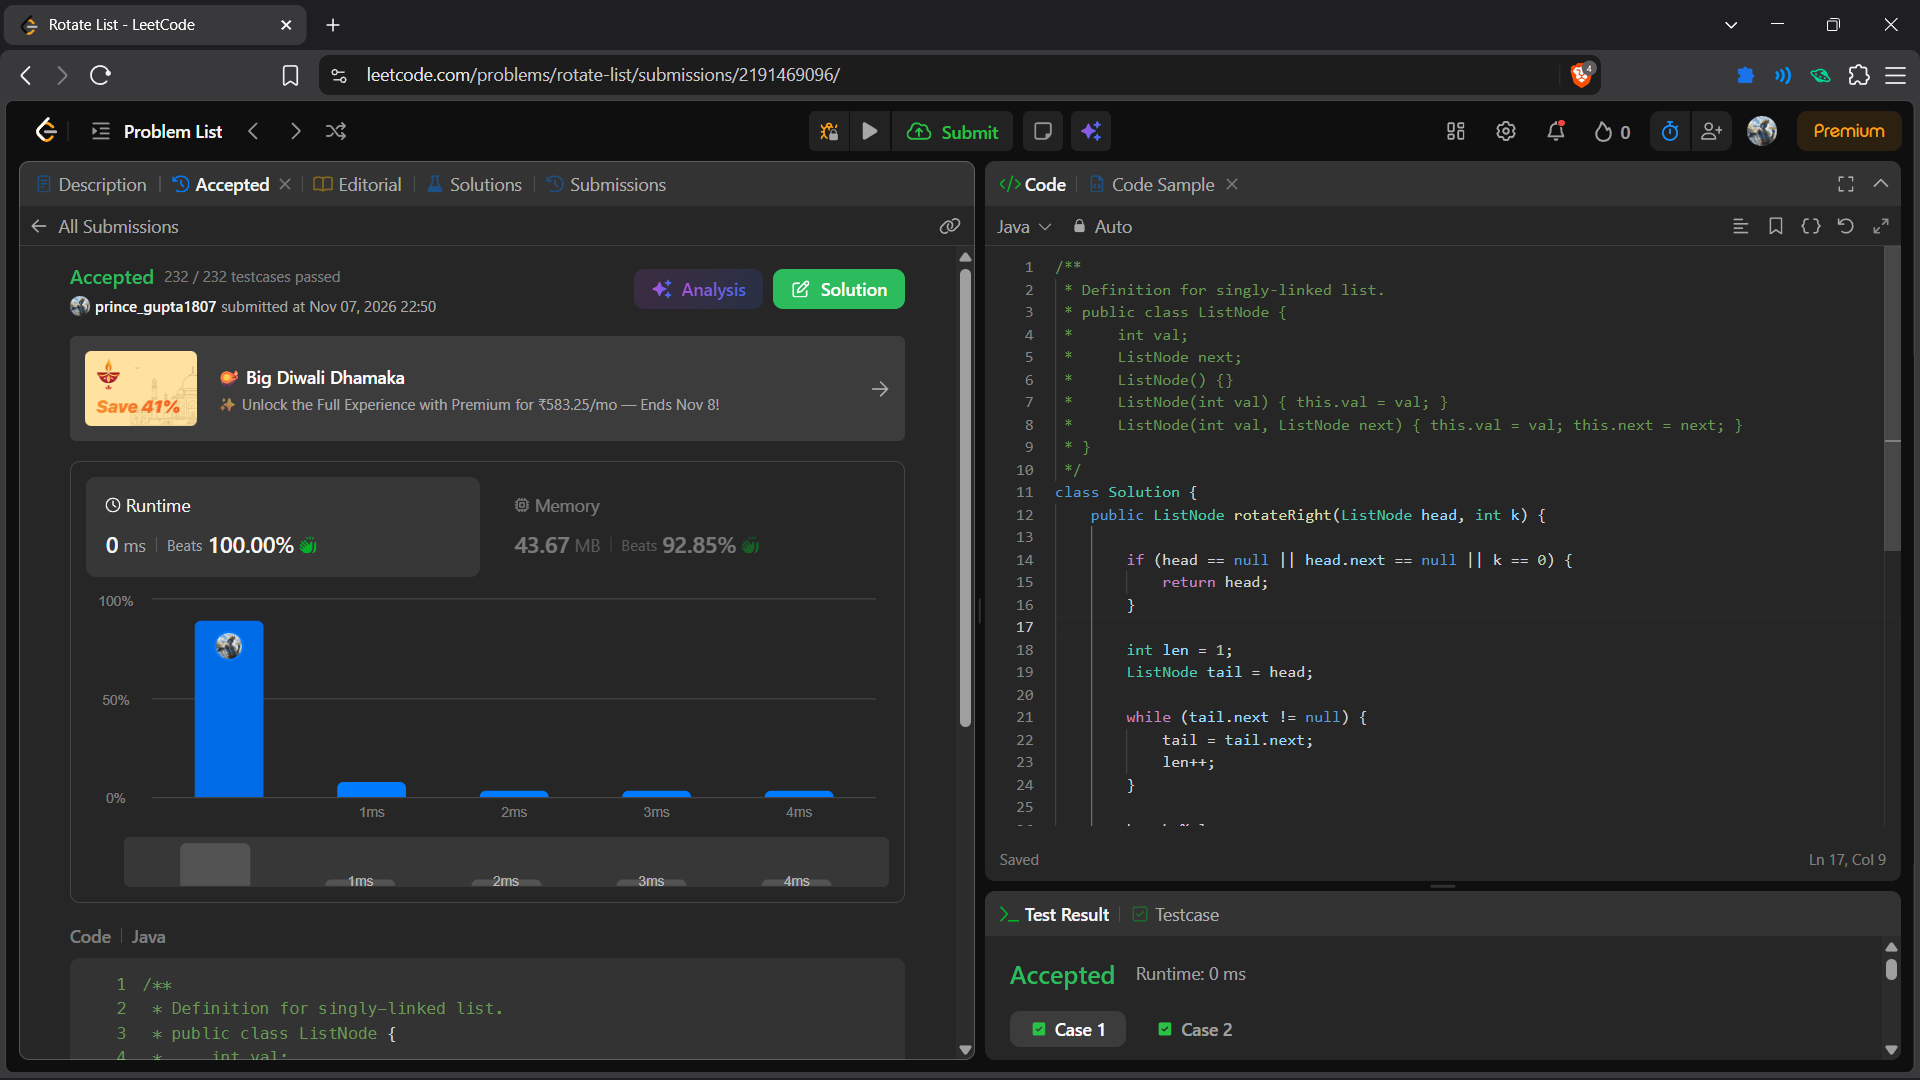 Rotate List - LeetCode
leetcode.com/problems/rotate-list/submissions/2191469096/
4
Problem List
Submit
0
Premium
Description
Accepted
Editorial
Solutions
Submissions
All Submissions
Accepted 232 / 232 testcases passed
prince_gupta1807 submitted at Nov 07, 2026 22:50
Analysis
Solution
Save 41%
Big Diwali Dhamaka
Unlock the Full Experience with Premium for ₹583.25/mo — Ends Nov 8!
Runtime
0 ms | Beats 100.00%
Memory
43.67 MB | Beats 92.85%
100%
50%
0%
1ms 2ms 3ms 4ms
1ms 2ms 3ms 4ms
Code | Java
1 /**
2 * Definition for singly-linked list.
3 * public class ListNode {
4 * int val;
</> Code
Code Sample
Java
Auto
1 /**
2 * Definition for singly-linked list.
3 * public class ListNode {
4 * int val;
5 * ListNode next;
6 * ListNode() {}
7 * ListNode(int val) { this.val = val; }
8 * ListNode(int val, ListNode next) { this.val = val; this.next = next; }
9 * }
10 */
11 class Solution {
12 public ListNode rotateRight(ListNode head, int k) {
13
14 if (head == null || head.next == null || k == 0) {
15 return head;
16 }
17
18 int len = 1;
19 ListNode tail = head;
20
21 while (tail.next != null) {
22 tail = tail.next;
23 len++;
24 }
25
Saved
Ln 17, Col 9
Test Result
Testcase
Accepted Runtime: 0 ms
Case 1
Case 2